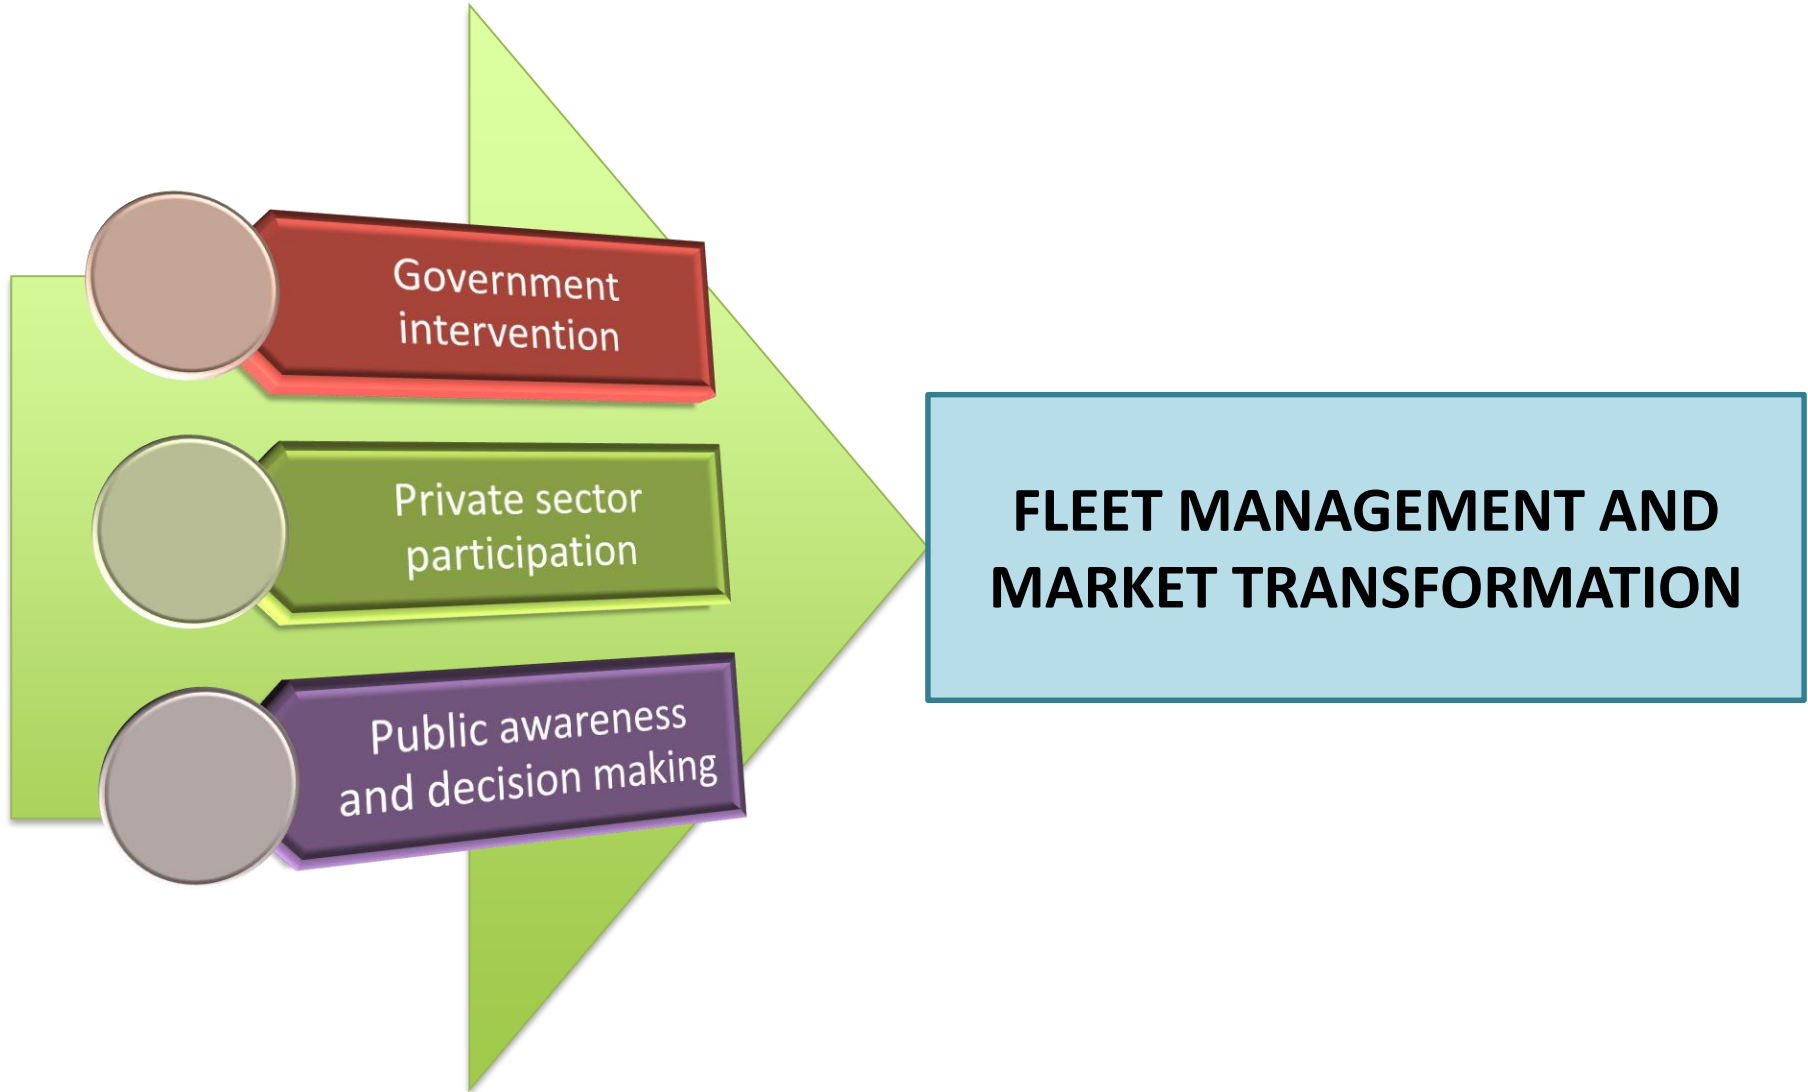 Government
intervention
Private sector
participation
Public awareness
and decision making
FLEET MANAGEMENT AND
MARKET TRANSFORMATION